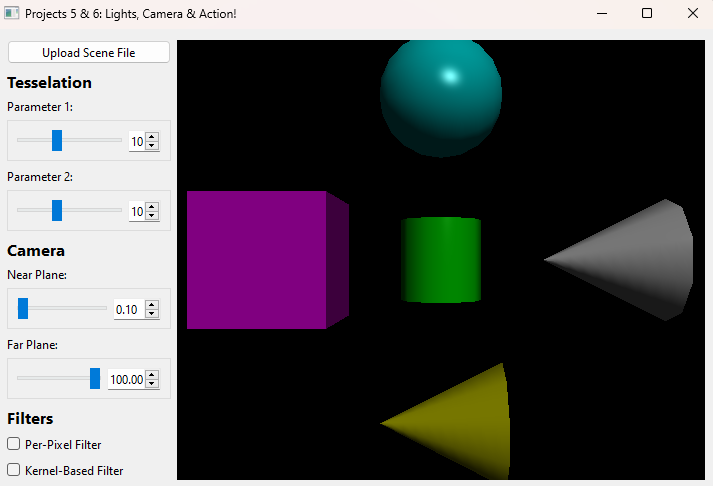 Projects 5 & 6: Lights, Camera & Action!
Upload Scene File
Tesselation
Parameter 1:
10
Parameter 2:
10
Camera
Near Plane:
0.10
Far Plane:
100.00
Filters
Per-Pixel Filter
Kernel-Based Filter